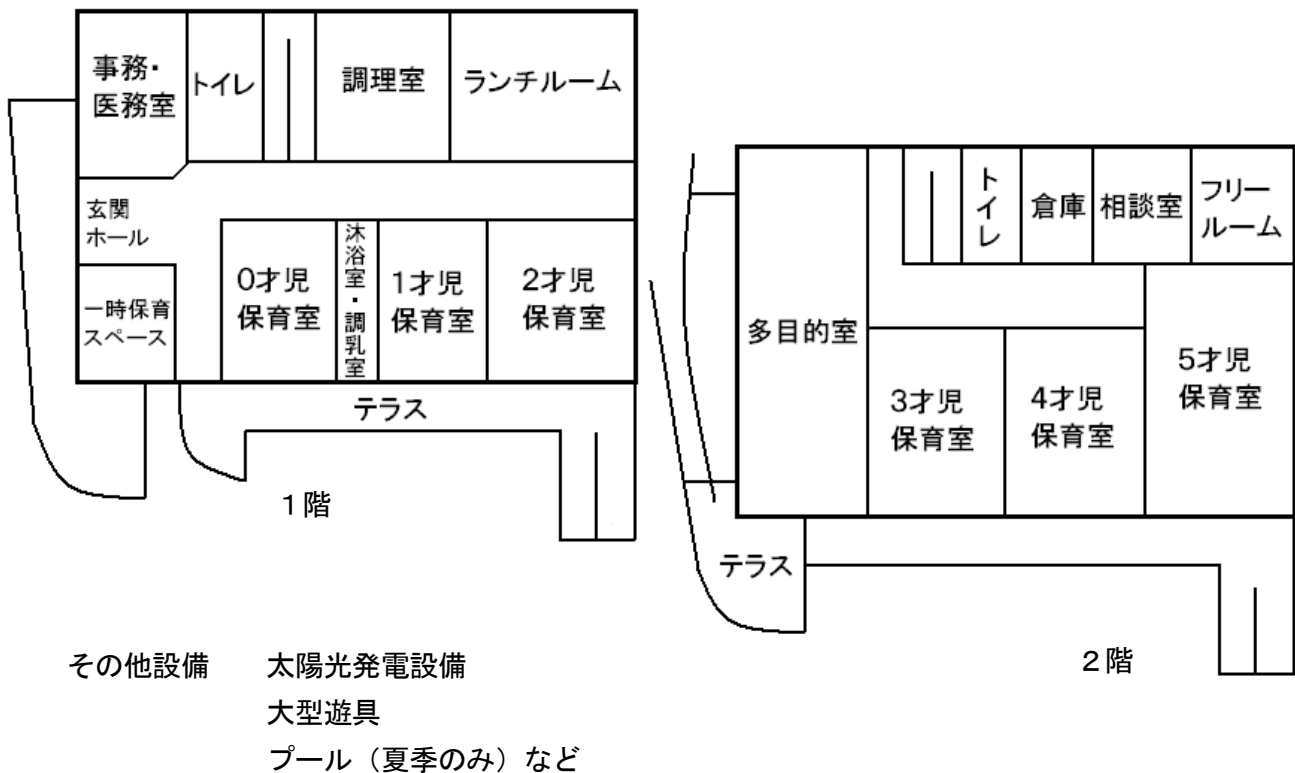 事務・
医務室
トイレ
調理室
ランチルーム
玄関
ホール
一時保育
スペース
0才児
保育室
沐浴室・調乳室
1才児
保育室
2才児
保育室
テラス
1階
多目的室
トイレ
倉庫
相談室
フリー
ルーム
3才児
保育室
4才児
保育室
5才児
保育室
テラス
2階
その他設備　太陽光発電設備
大型遊具
プール（夏季のみ）など